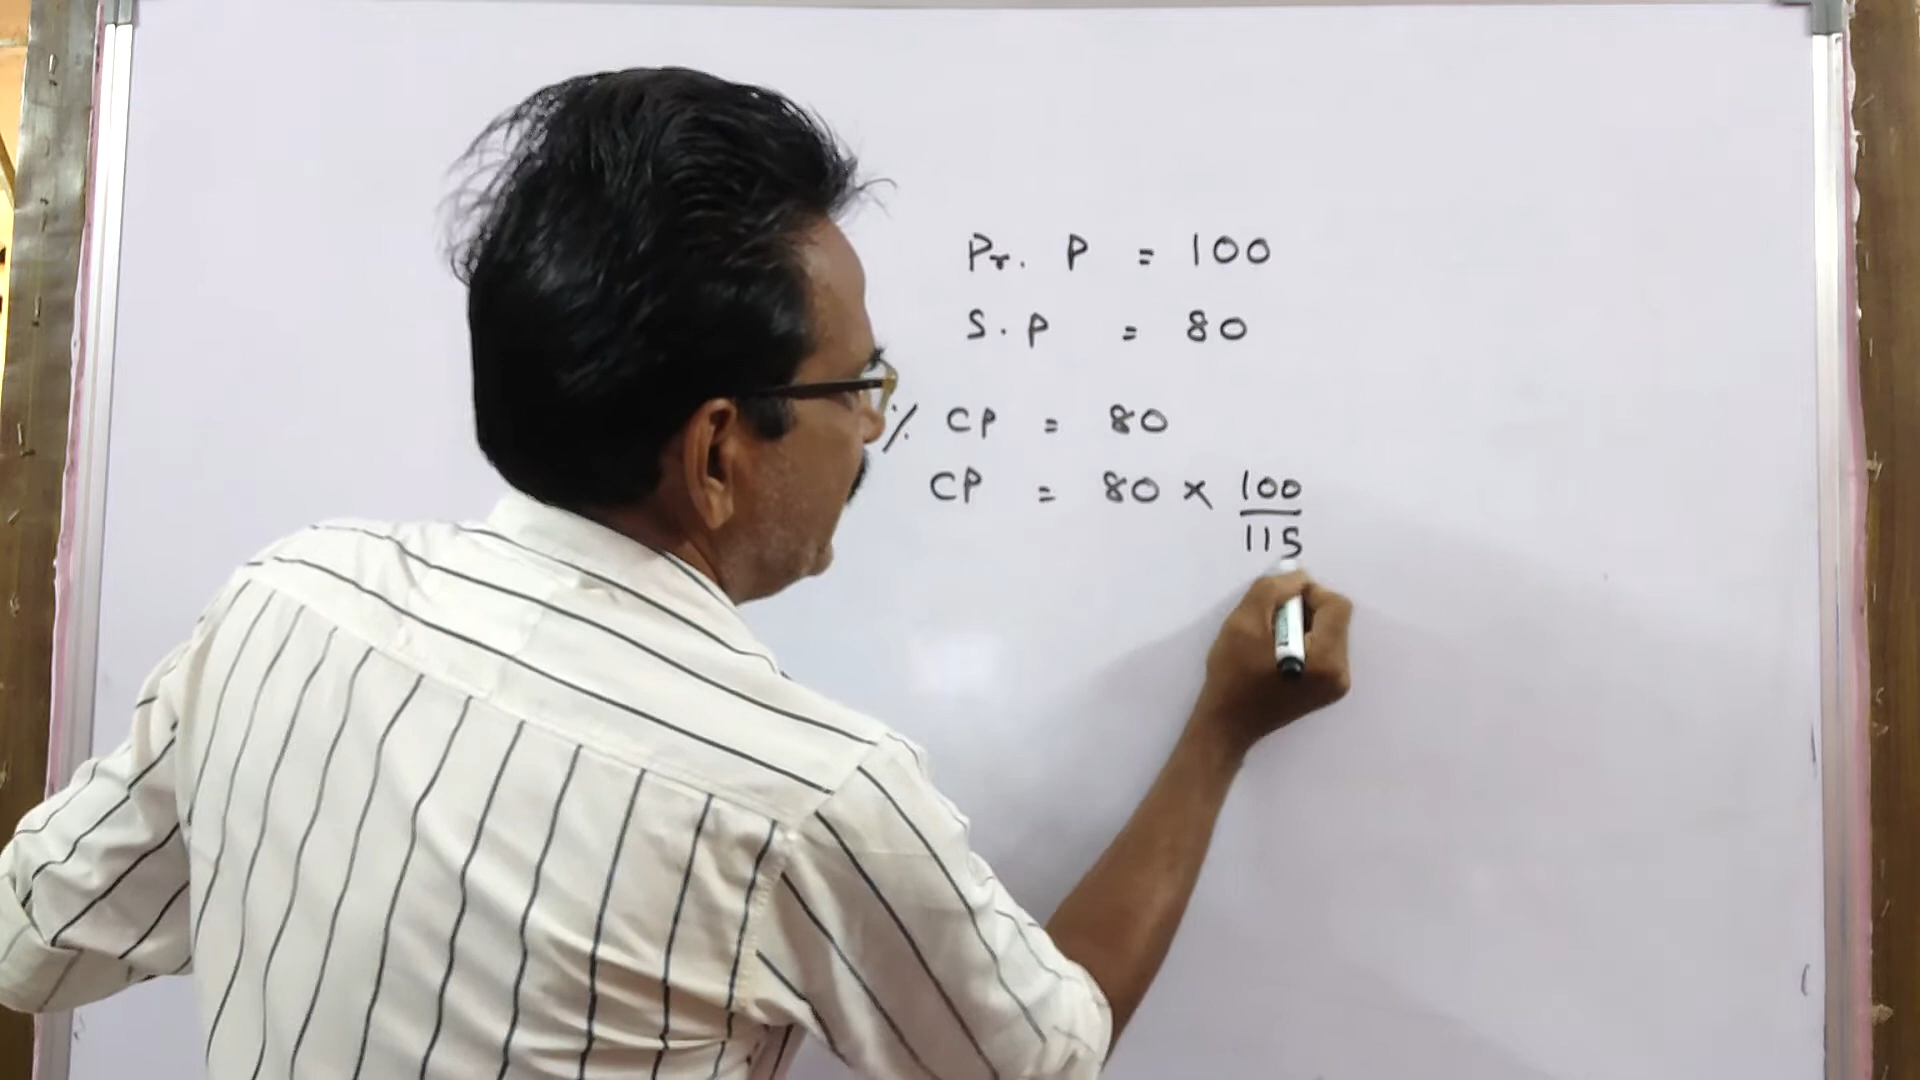 Pr. P = 100
S.P = 80
% CP = 80
CP = 80 × 100/115